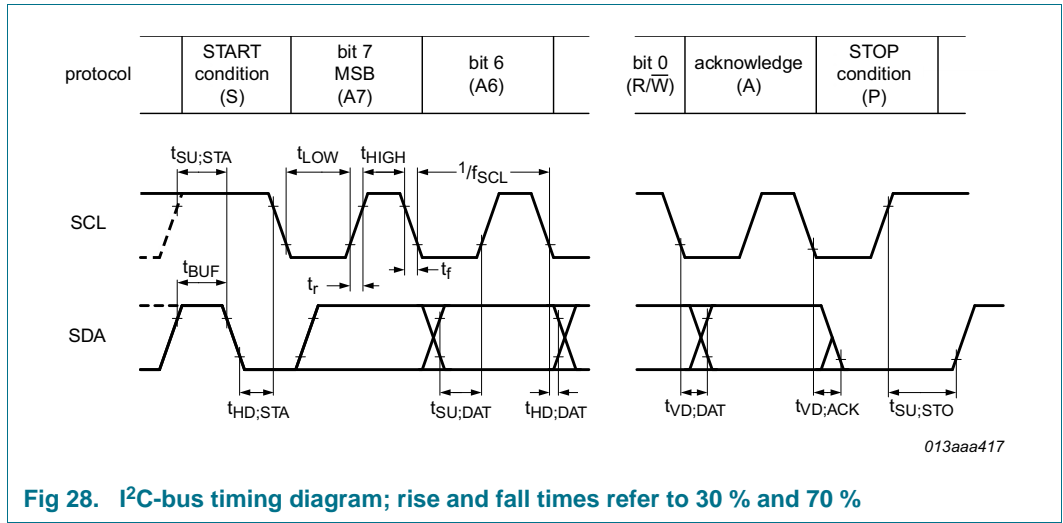 protocol
START
condition
(S)
bit 7
MSB
(A7)
bit 6
(A6)
bit 0
(R/W̅)
acknowledge
(A)
STOP
condition
(P)
tSU;STA
tLOW
tHIGH
1/fSCL
SCL
tBUF
tr
tf
SDA
tHD;STA
tSU;DAT
tHD;DAT
tVD;DAT
tVD;ACK
tSU;STO
013aaa417
Fig 28. I²C-bus timing diagram; rise and fall times refer to 30 % and 70 %